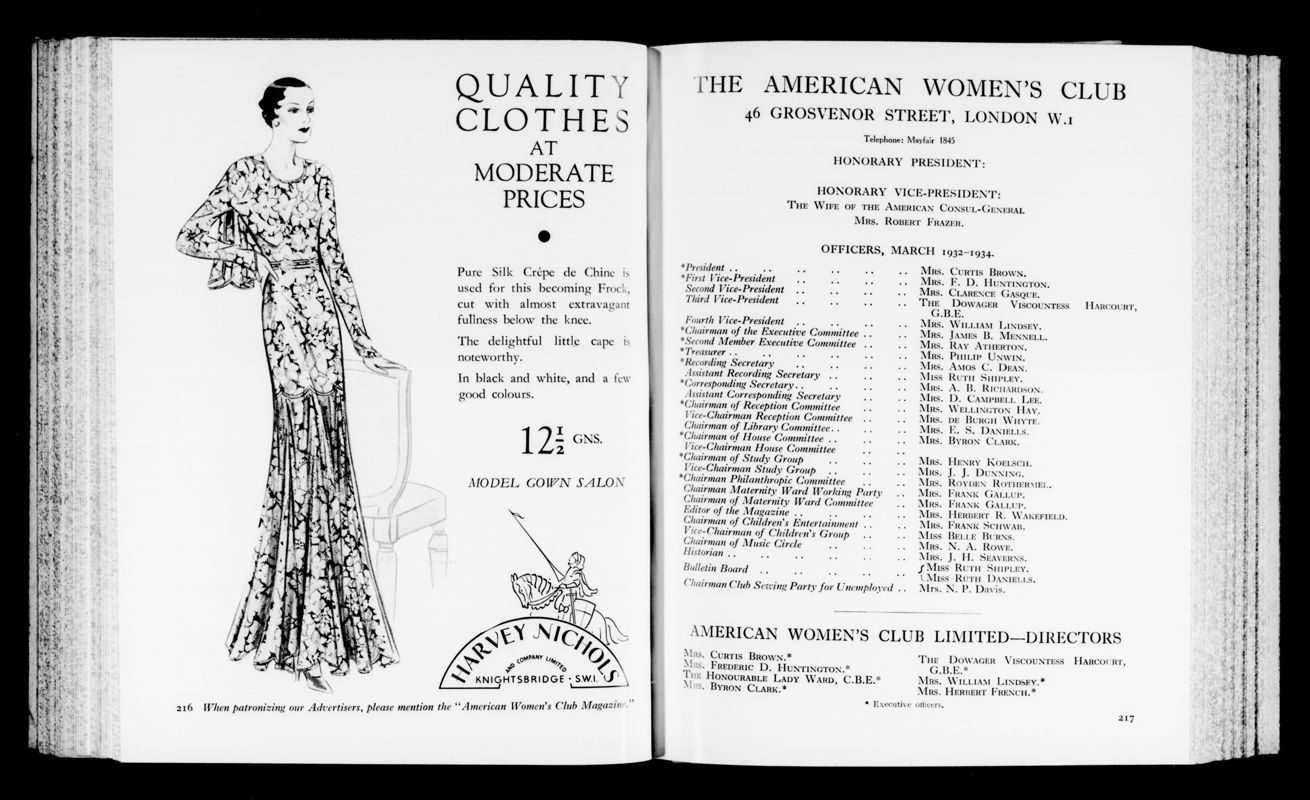 QUALITY
CLOTHES
AT
MODERATE
PRICES
Pure Silk Crêpe de Chine is
used for this becoming Frock,
cut with almost extravagant
fullness below the knee.
The delightful little cape is
noteworthy.
In black and white, and a few
good colours.
12½ GNS.
MODEL GOWN SALON
HARVEY NICHOLS
AND COMPANY LIMITED
KNIGHTSBRIDGE · S.W.1.
216 When patronizing our Advertisers, please mention the "American Women's Club Magazine."
THE AMERICAN WOMEN'S CLUB
46 GROSVENOR STREET, LONDON W.1
Telephone: Mayfair 1845
HONORARY PRESIDENT:
HONORARY VICE-PRESIDENT:
THE WIFE OF THE AMERICAN CONSUL-GENERAL
MRS. ROBERT FRAZER.
OFFICERS, MARCH 1932-1934.
*President .. .. .. .. .. .. MRS. CURTIS BROWN.
*First Vice-President .. .. .. .. MRS. F. D. HUNTINGTON.
Second Vice-President .. .. .. .. MRS. CLARENCE GASQUE.
Third Vice-President .. .. .. .. THE DOWAGER VISCOUNTESS HARCOURT,
G.B.E.
Fourth Vice-President .. .. .. .. MRS. WILLIAM LINDSEY.
*Chairman of the Executive Committee .. .. MRS. JAMES B. MENNELL.
*Second Member Executive Committee .. .. MRS. RAY ATHERTON.
*Treasurer .. .. .. .. .. .. MRS. PHILIP UNWIN.
*Recording Secretary .. .. .. .. MRS. AMOS C. DEAN.
Assistant Recording Secretary .. .. .. MISS RUTH SHIPLEY.
*Corresponding Secretary .. .. .. .. MRS. A. B. RICHARDSON.
Assistant Corresponding Secretary .. .. MRS. D. CAMPBELL LEE.
*Chairman of Reception Committee .. .. MRS. WELLINGTON HAY.
Vice-Chairman Reception Committee .. .. MRS. DE BURGH WHYTE.
Chairman of Library Committee .. .. .. MRS. E. S. DANIELLS.
*Chairman of House Committee .. .. .. MRS. BYRON CLARK.
Vice-Chairman House Committee .. ..
*Chairman of Study Group .. .. .. MRS. HENRY KOELSCH.
Vice-Chairman Study Group .. .. .. MRS. J. J. DUNNING.
*Chairman Philanthropic Committee .. .. MRS. ROYDEN ROTHERMEL.
Chairman Maternity Ward Working Party .. MRS. FRANK GALLUP.
Chairman of Maternity Ward Committee .. MRS. FRANK GALLUP.
Editor of the Magazine .. .. .. .. MRS. HERBERT R. WAKEFIELD.
Chairman of Children's Entertainment .. .. MRS. FRANK SCHWAB.
Vice-Chairman of Children's Group .. .. MISS BELLE BURNS.
Chairman of Music Circle .. .. .. MRS. N. A. ROWE.
Historian .. .. .. .. .. .. MRS. J. H. SEAVERNS.
Bulletin Board .. .. .. .. .. {MISS RUTH SHIPLEY.
MISS RUTH DANIELLS.
Chairman Club Sewing Party for Unemployed .. MRS. N. P. Davis.
AMERICAN WOMEN'S CLUB LIMITED—DIRECTORS
MRS. CURTIS BROWN.*
MRS. FREDERIC D. HUNTINGTON.*
THE HONOURABLE LADY WARD, C.B.E.*
MRS. BYRON CLARK.*
THE DOWAGER VISCOUNTESS HARCOURT,
G.B.E.*
MRS. WILLIAM LINDSEY.*
MRS. HERBERT FRENCH.*
* Executive officers.
217